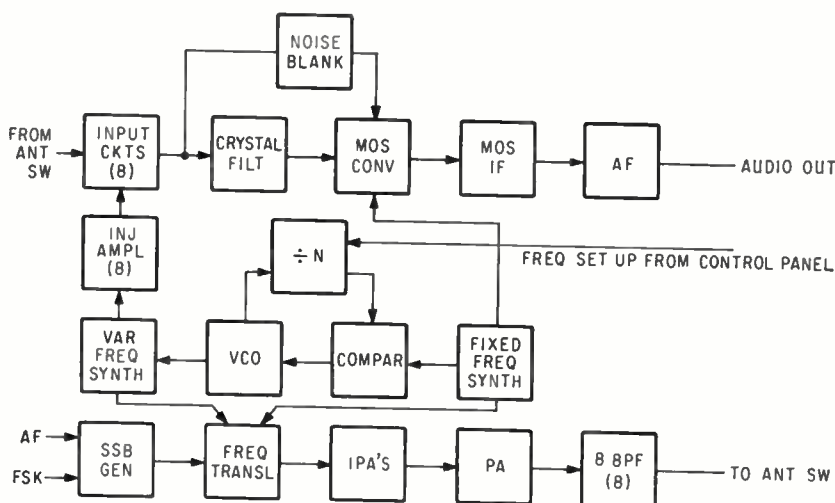 NOISE
BLANK
FROM
ANT
SW
INPUT
CKTS
(8)
CRYSTAL
FILT
MOS
CONV
MOS
IF
AF
AUDIO OUT
INJ
AMPL
(8)
÷ N
FREQ SET UP FROM CONTROL PANEL
VAR
FREQ
SYNTH
VCO
COMPAR
FIXED
FREQ
SYNTH
AF
FSK
SSB
GEN
FREQ
TRANSL
IPA'S
PA
8 8PF
(8)
TO ANT SW